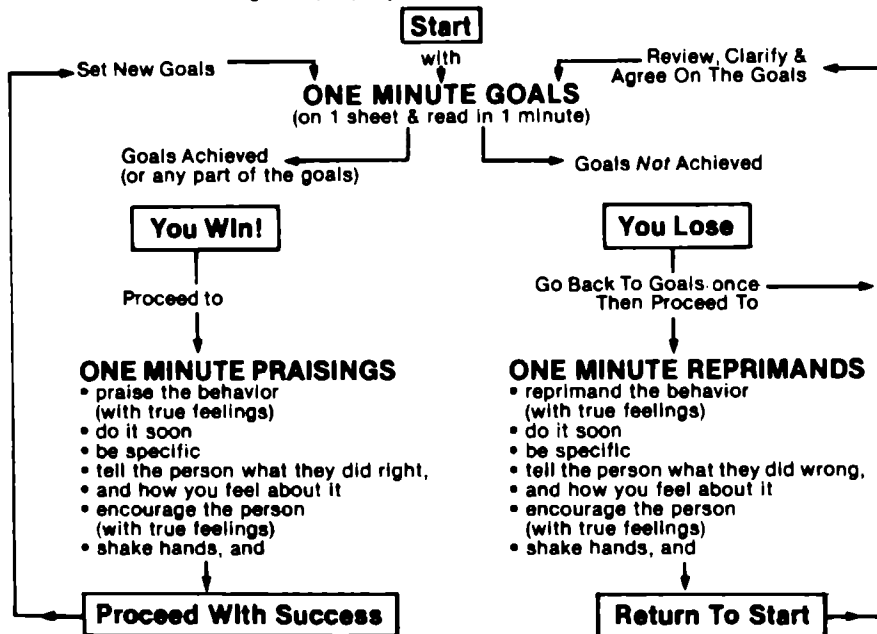 Start
with
Set New Goals
Review, Clarify &
Agree On The Goals
ONE MINUTE GOALS
(on 1 sheet & read in 1 minute)
Goals Achieved
(or any part of the goals)
Goals Not Achieved
You Win!
You Lose
Proceed to
Go Back To Goals once
Then Proceed To
ONE MINUTE PRAISINGS
• praise the behavior
(with true feelings)
• do it soon
• be specific
• tell the person what they did right,
• and how you feel about it
• encourage the person
(with true feelings)
• shake hands, and
Proceed With Success
ONE MINUTE REPRIMANDS
• reprimand the behavior
(with true feelings)
• do it soon
• be specific
• tell the person what they did wrong,
• and how you feel about it
• encourage the person
(with true feelings)
• shake hands, and
Return To Start